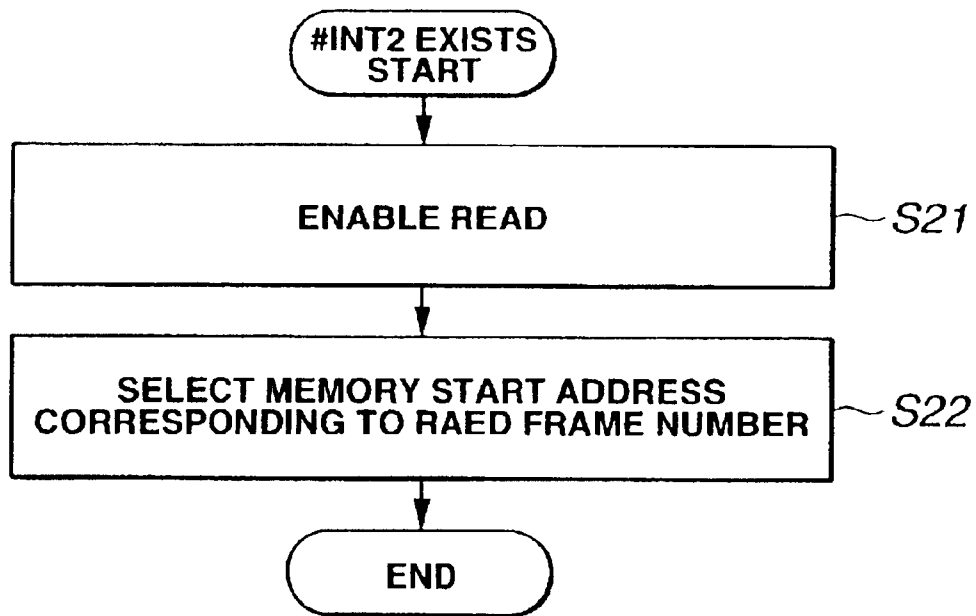 #INT2 EXISTS
START
ENABLE READ
S21
SELECT MEMORY START ADDRESS
CORRESPONDING TO RAED FRAME NUMBER
S22
END